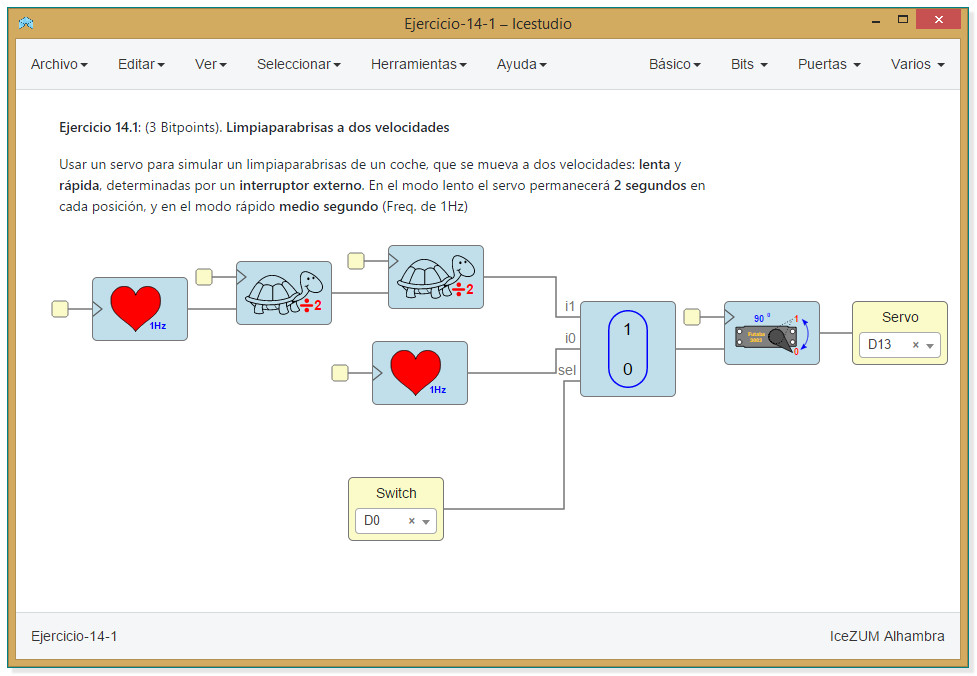 Ejercicio-14-1 – Icestudio
Archivo Editar Ver Seleccionar Herramientas Ayuda Básico Bits Puertas Varios
Ejercicio 14.1: (3 Bitpoints). Limpiaparabrisas a dos velocidades
Usar un servo para simular un limpiaparabrisas de un coche, que se mueva a dos velocidades: lenta y
rápida, determinadas por un interruptor externo. En el modo lento el servo permanecerá 2 segundos en
cada posición, y en el modo rápido medio segundo (Freq. de 1Hz)
1Hz
÷2
÷2
1Hz
i1
i0
sel
1
0
90 º
1
0
Futaba
3003
Servo
D13 ×
Switch
D0 ×
Ejercicio-14-1
IceZUM Alhambra